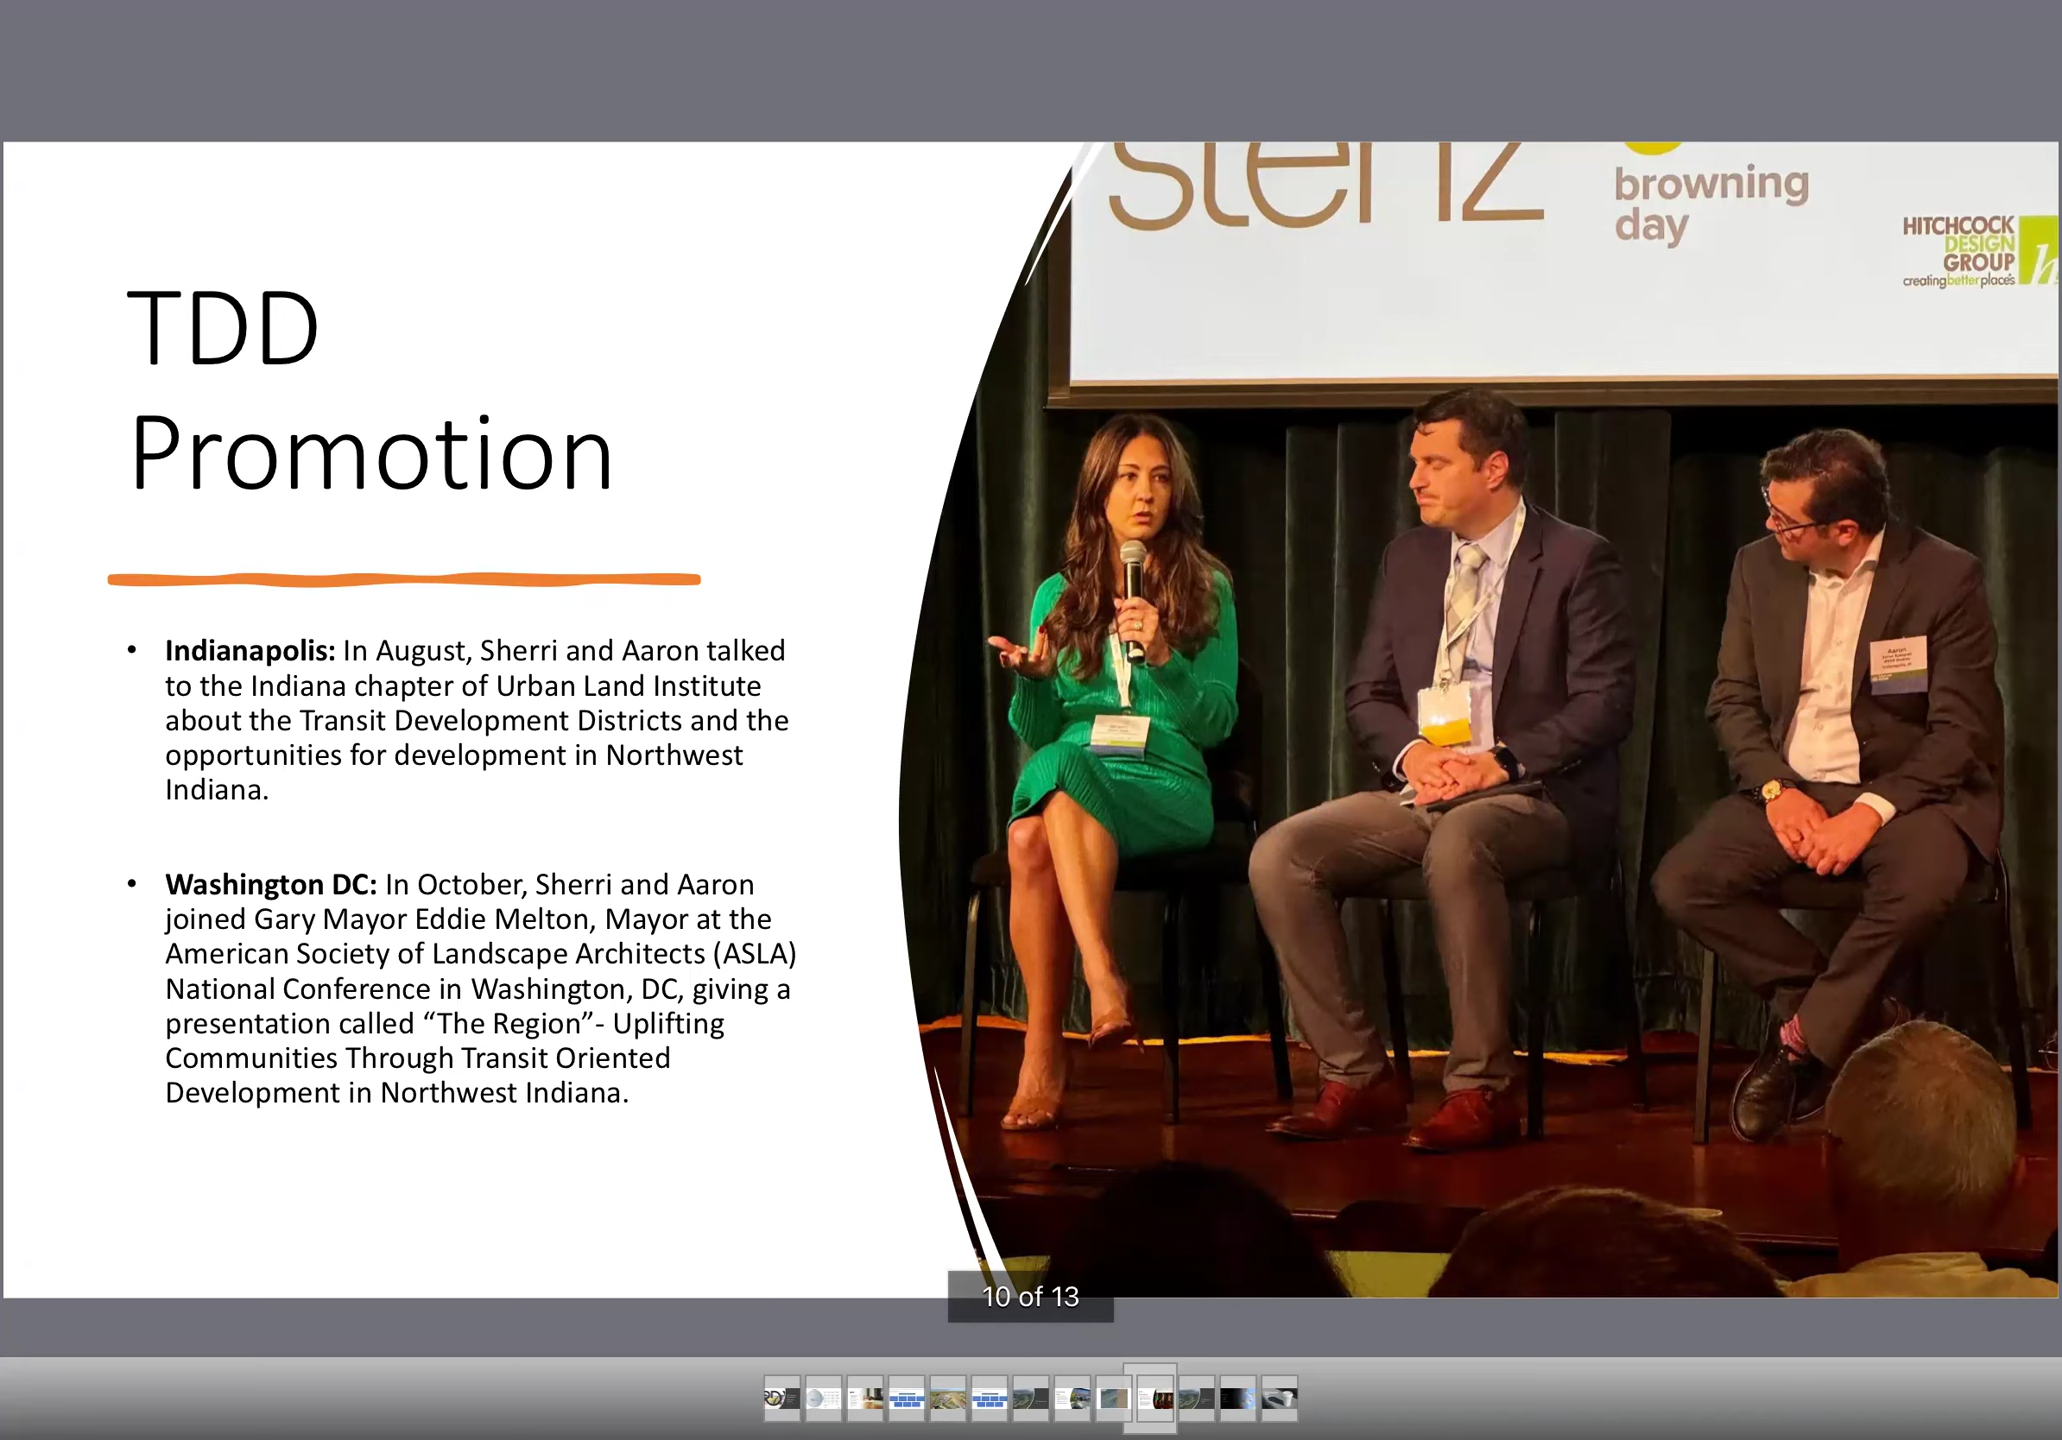 TDD
Promotion
• Indianapolis: In August, Sherri and Aaron talked
to the Indiana chapter of Urban Land Institute
about the Transit Development Districts and the
opportunities for development in Northwest
Indiana.
• Washington DC: In October, Sherri and Aaron
joined Gary Mayor Eddie Melton, Mayor at the
American Society of Landscape Architects (ASLA)
National Conference in Washington, DC, giving a
presentation called “The Region”- Uplifting
Communities Through Transit Oriented
Development in Northwest Indiana.
stenz
browning
day
HITCHCOCK
DESIGN
GROUP
creatingbetterplaces
h
Aaron
10 of 13